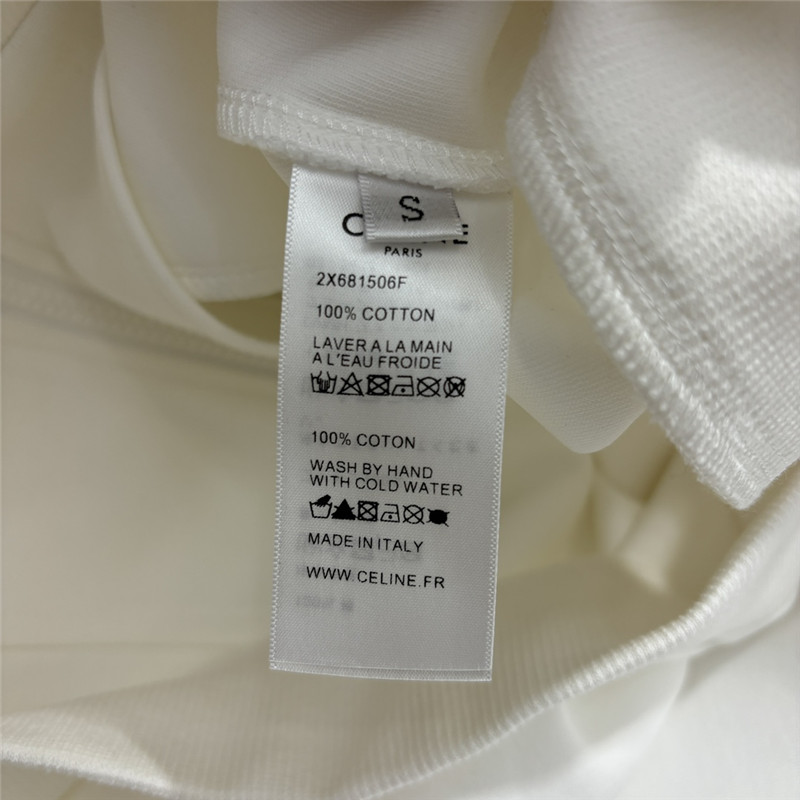 S
PARIS
2X681506F
100% COTTON
LAVER A LA MAIN
A L'EAU FROIDE
100% COTON
WASH BY HAND
WITH COLD WATER
MADE IN ITALY
WWW.CELINE.FR